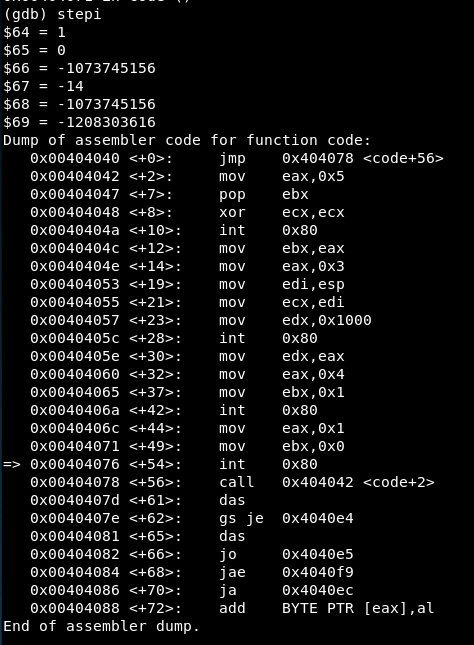 (gdb) stepi
$64 = 1
$65 = 0
$66 = -1073745156
$67 = -14
$68 = -1073745156
$69 = -1208303616
Dump of assembler code for function code:
   0x00404040 <+0>:     jmp    0x404078 <code+56>
   0x00404042 <+2>:     mov    eax,0x5
   0x00404047 <+7>:     pop    ebx
   0x00404048 <+8>:     xor    ecx,ecx
   0x0040404a <+10>:    int    0x80
   0x0040404c <+12>:    mov    ebx,eax
   0x0040404e <+14>:    mov    eax,0x3
   0x00404053 <+19>:    mov    edi,esp
   0x00404055 <+21>:    mov    ecx,edi
   0x00404057 <+23>:    mov    edx,0x1000
   0x0040405c <+28>:    int    0x80
   0x0040405e <+30>:    mov    edx,eax
   0x00404060 <+32>:    mov    eax,0x4
   0x00404065 <+37>:    mov    ebx,0x1
   0x0040406a <+42>:    int    0x80
   0x0040406c <+44>:    mov    eax,0x1
   0x00404071 <+49>:    mov    ebx,0x0
=> 0x00404076 <+54>:    int    0x80
   0x00404078 <+56>:    call   0x404042 <code+2>
   0x0040407d <+61>:    das
   0x0040407e <+62>:    gs je  0x4040e4
   0x00404081 <+65>:    das
   0x00404082 <+66>:    jo     0x4040e5
   0x00404084 <+68>:    jae    0x4040f9
   0x00404086 <+70>:    ja     0x4040ec
   0x00404088 <+72>:    add    BYTE PTR [eax],al
End of assembler dump.